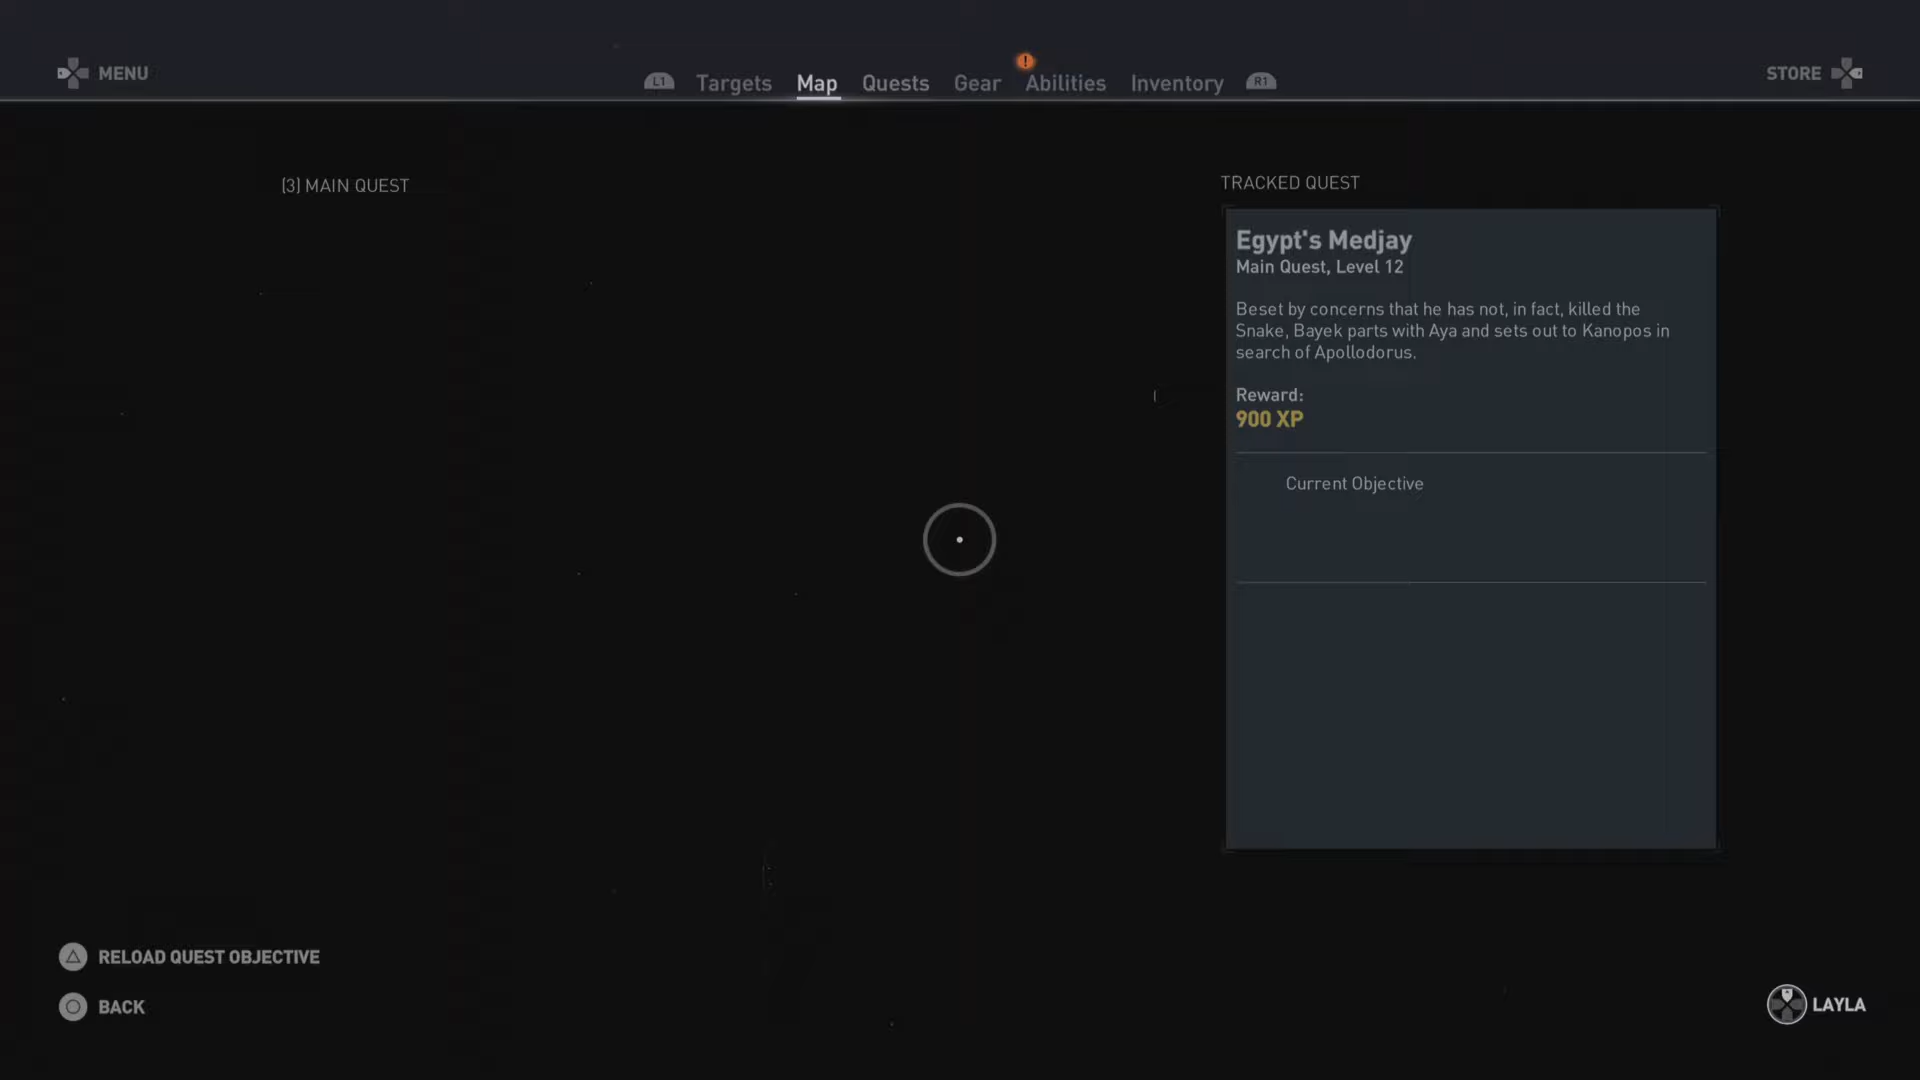 MENU
L1 Targets Map Quests Gear ! Abilities Inventory R1
STORE
(3) MAIN QUEST
TRACKED QUEST
Egypt's Medjay
Main Quest, Level 12
Beset by concerns that he has not, in fact, killed the
Snake, Bayek parts with Aya and sets out to Kanopos in
search of Apollodorus.
Reward:
900 XP
Current Objective
RELOAD QUEST OBJECTIVE
BACK
LAYLA